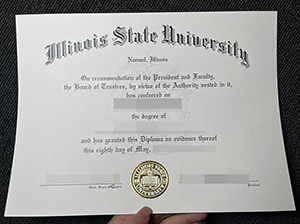 Illinois State University
Normal, Illinois
On recommendation of the President and Faculty,
the Board of Trustees, by virtue of the Authority vested in it,
has conferred on
the degree of
and has granted this Diploma as evidence thereof
this eighth day of May,
President